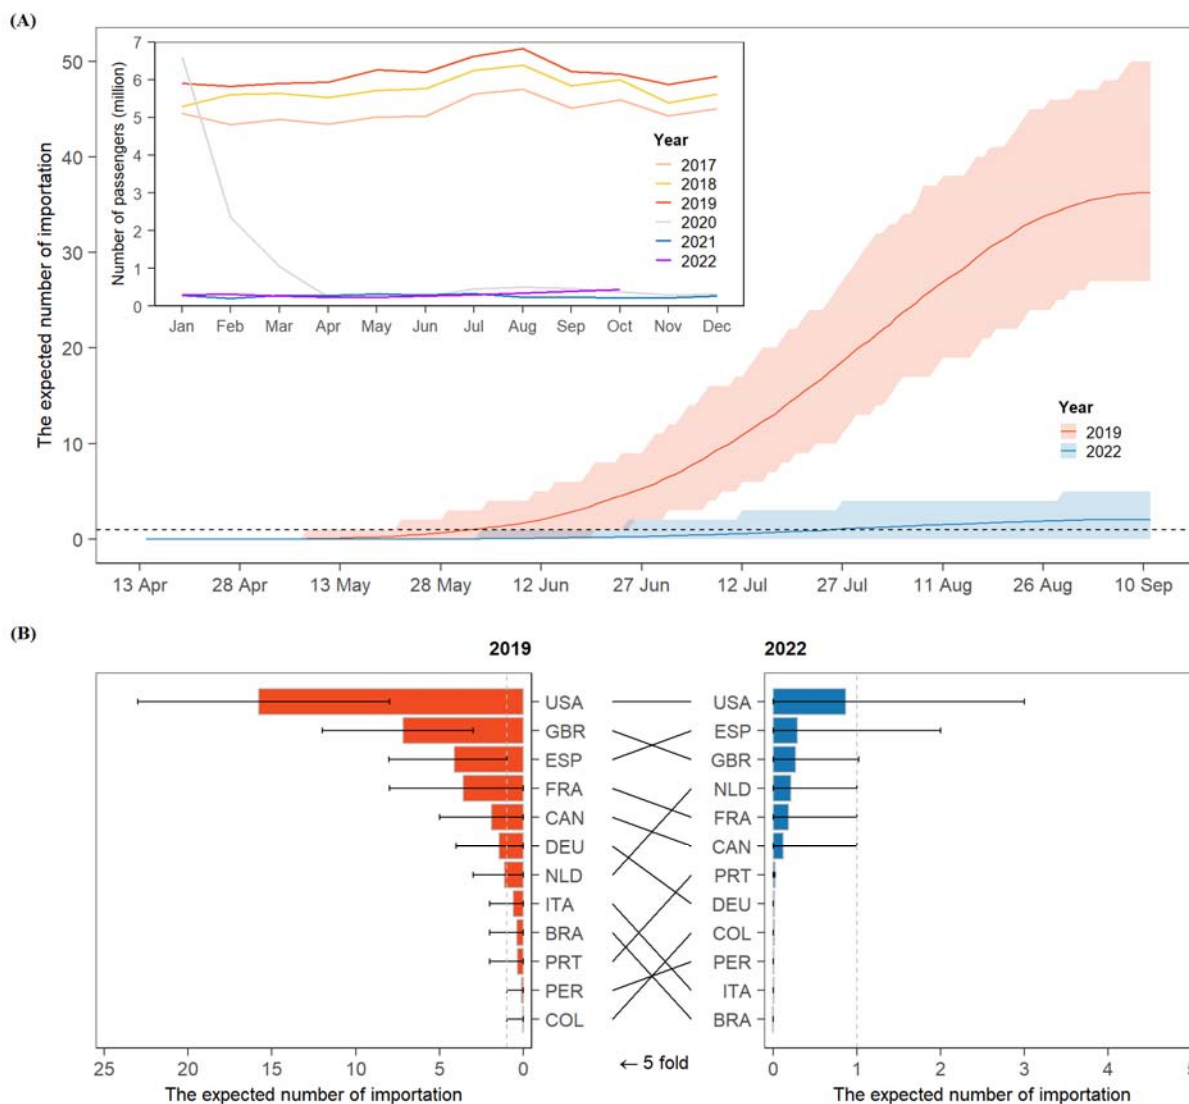 (A)
The expected number of importation
50
40
30
20
10
0
Number of passengers (million)
7
6
5
4
3
2
1
0
Jan Feb Mar Apr May Jun Jul Aug Sep Oct Nov Dec
Year
2017
2018
2019
2020
2021
2022
Year
2019
2022
13 Apr 28 Apr 13 May 28 May 12 Jun 27 Jun 12 Jul 27 Jul 11 Aug 26 Aug 10 Sep
(B)
2019
USA
GBR
ESP
FRA
CAN
DEU
NLD
ITA
BRA
PRT
PER
COL
25 20 15 10 5 0
The expected number of importation
← 5 fold
2022
USA
ESP
GBR
NLD
FRA
CAN
PRT
DEU
COL
PER
ITA
BRA
0 1 2 3 4 5
The expected number of importation